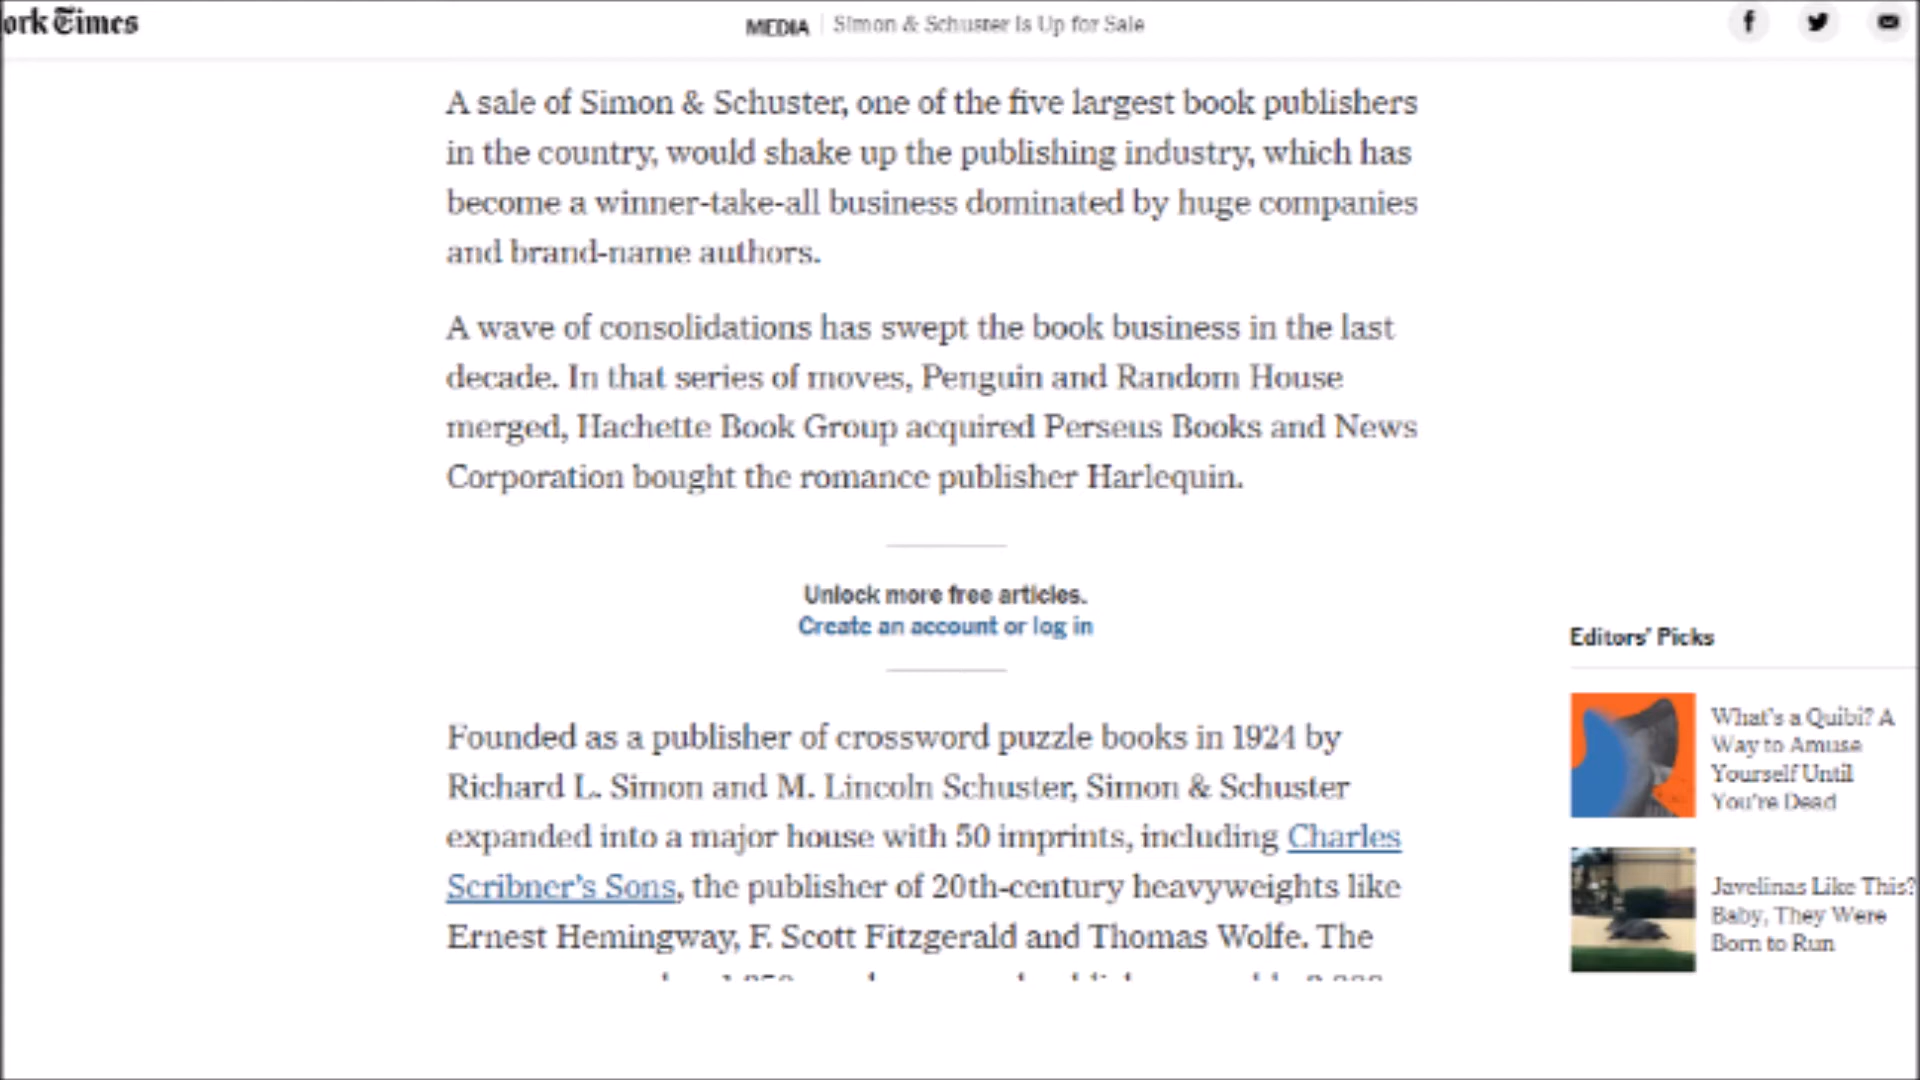 ork Times
MEDIA Simon & Schuster Is Up for Sale
A sale of Simon & Schuster, one of the five largest book publishers
in the country, would shake up the publishing industry, which has
become a winner-take-all business dominated by huge companies
and brand-name authors.
A wave of consolidations has swept the book business in the last
decade. In that series of moves, Penguin and Random House
merged, Hachette Book Group acquired Perseus Books and News
Corporation bought the romance publisher Harlequin.
Unlock more free articles.
Create an account or log in
Founded as a publisher of crossword puzzle books in 1924 by
Richard L. Simon and M. Lincoln Schuster, Simon & Schuster
expanded into a major house with 50 imprints, including Charles
Scribner's Sons, the publisher of 20th-century heavyweights like
Ernest Hemingway, F. Scott Fitzgerald and Thomas Wolfe. The
Editors' Picks
What's a Quibi? A
Way to Amuse
Yourself Until
You're Dead
Javelinas Like This?
Baby, They Were
Born to Run